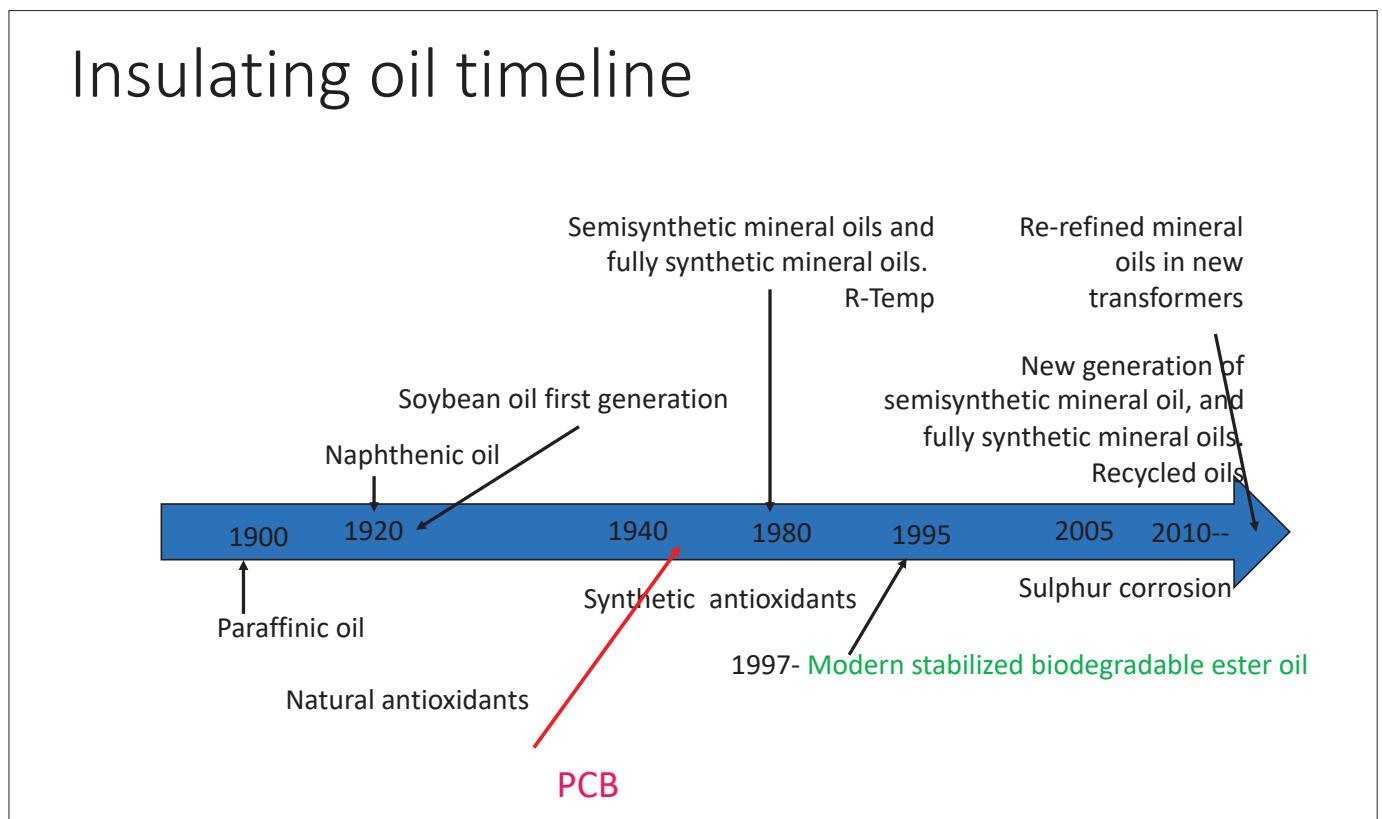 Insulating oil timeline
Semisynthetic mineral oils and
fully synthetic mineral oils.
R-Temp
Re-refined mineral
oils in new
transformers
New generation of
semisynthetic mineral oil, and
fully synthetic mineral oils.
Recycled oils
Soybean oil first generation
Naphthenic oil
1900
1920
1940
1980
1995
2005
2010--
Paraffinic oil
Synthetic antioxidants
Sulphur corrosion
1997- Modern stabilized biodegradable ester oil
Natural antioxidants
PCB